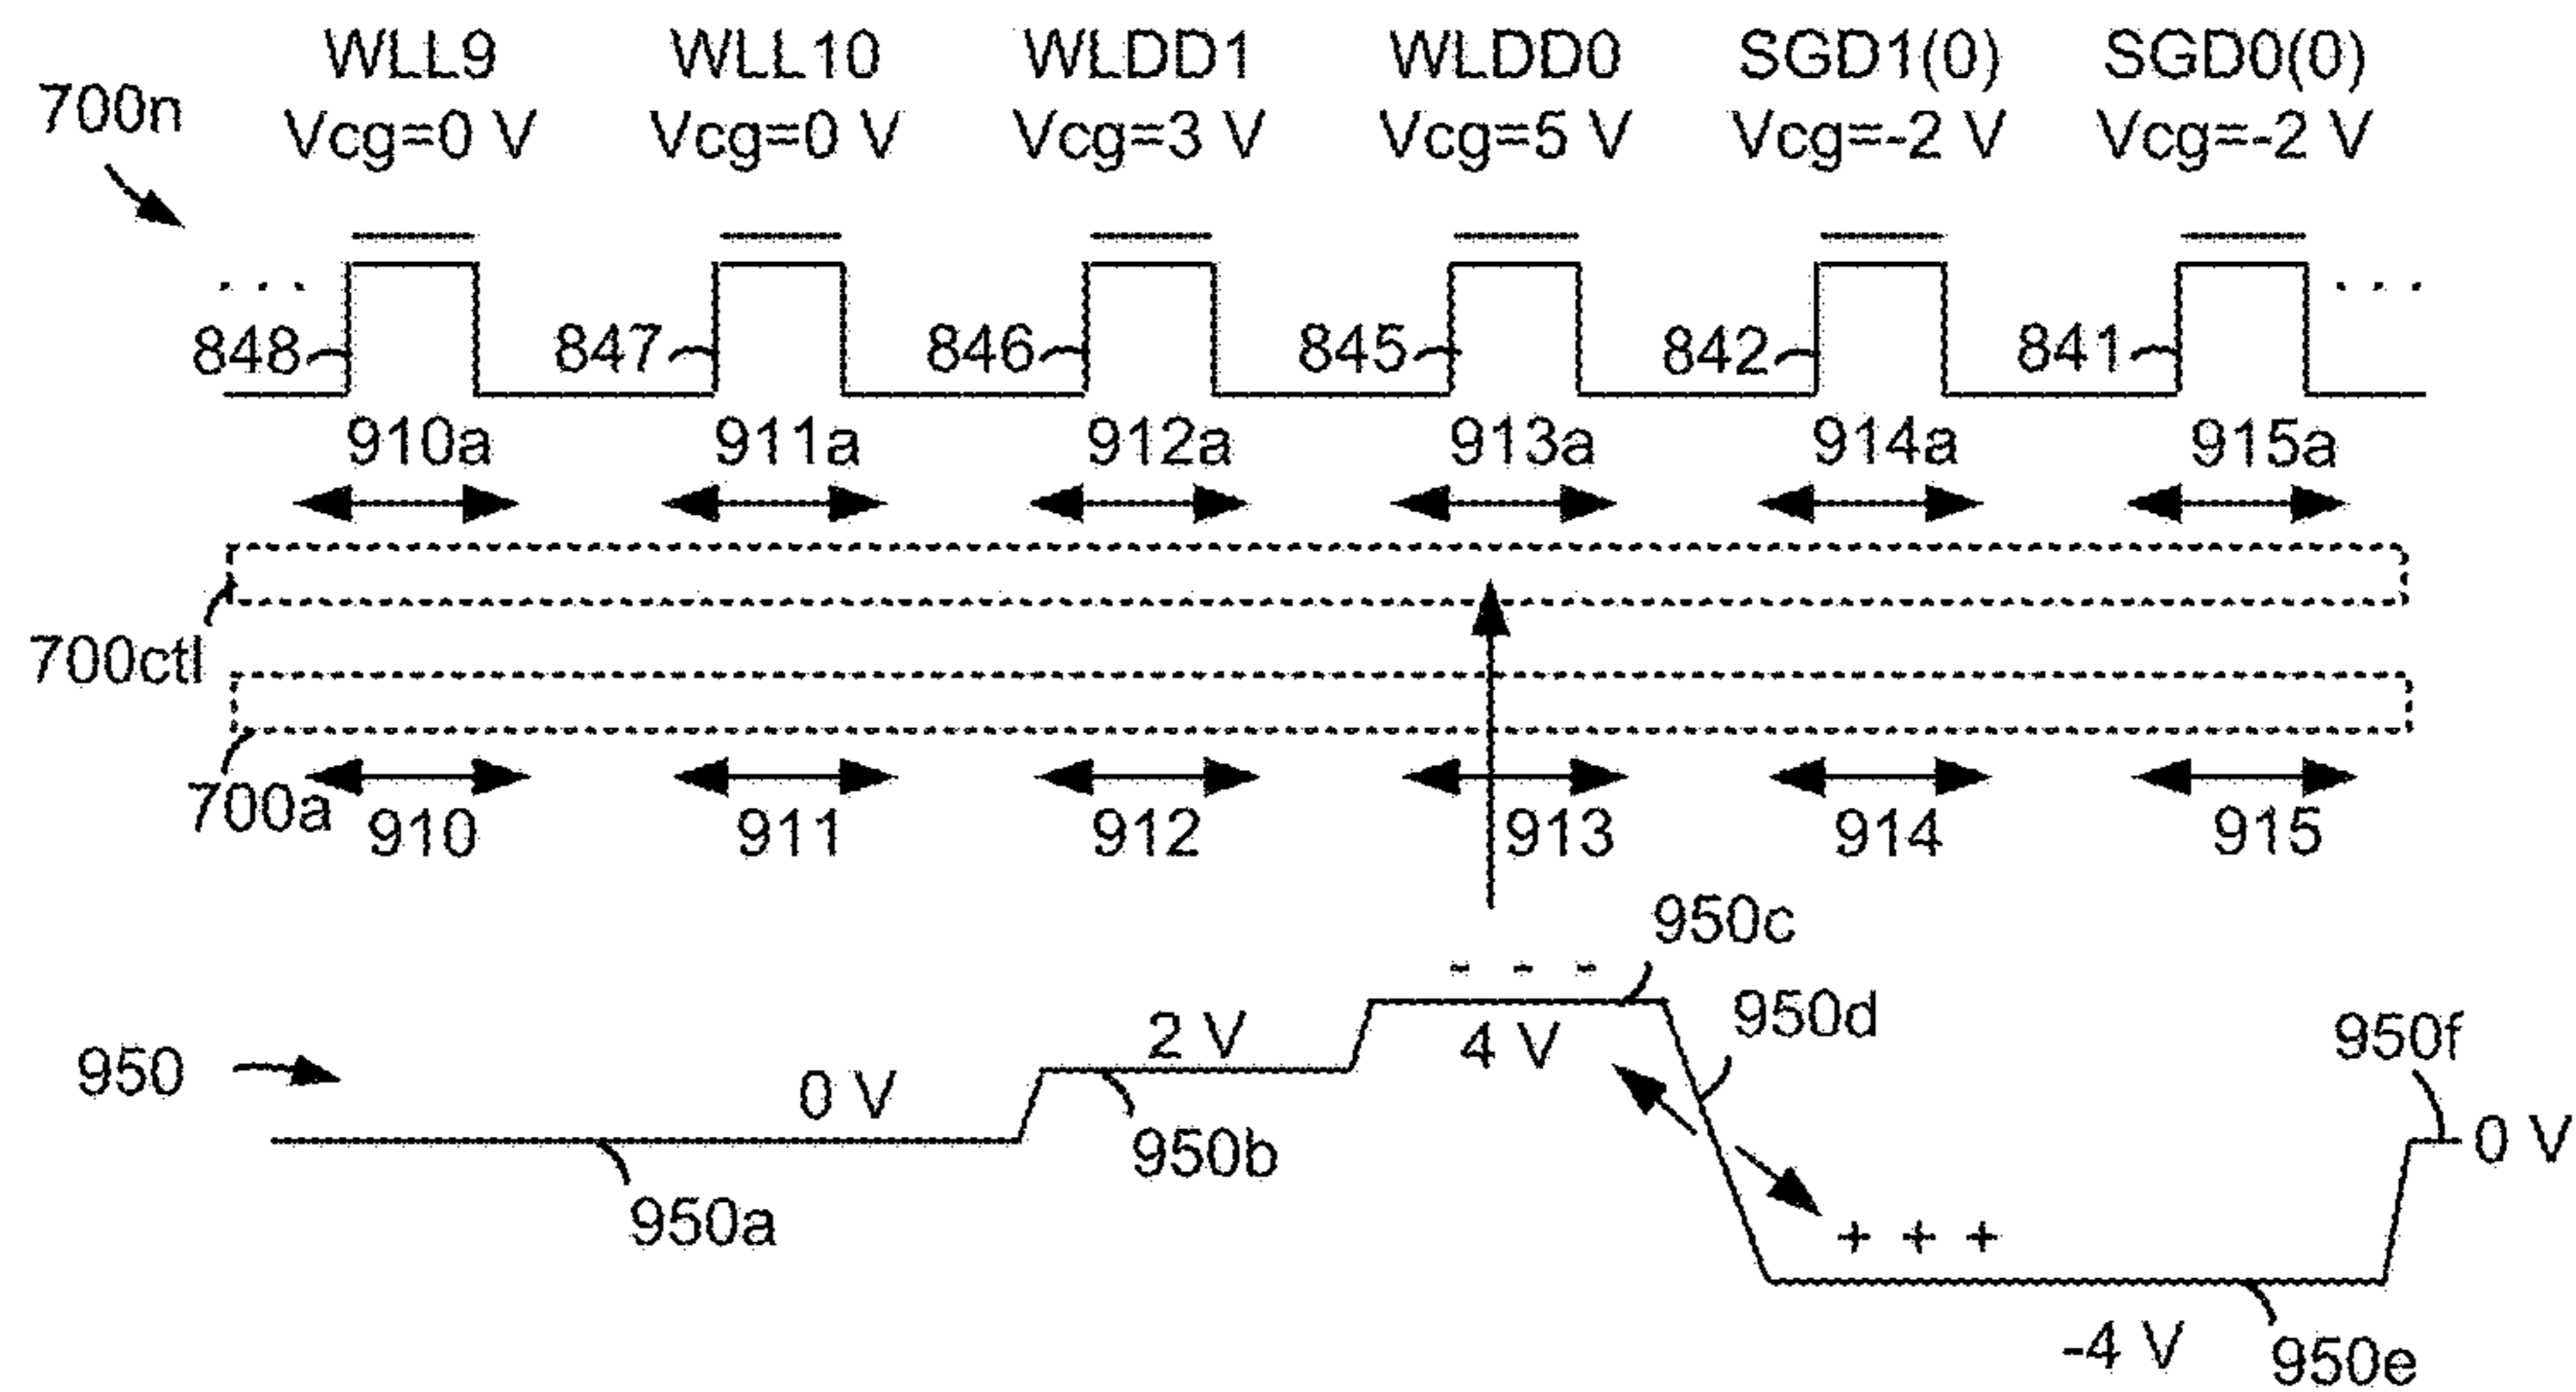 WLL9 WLL10 WLDD1 WLDD0 SGD1(0) SGD0(0)
700n Vcg=0 V Vcg=0 V Vcg=3 V Vcg=5 V Vcg=-2 V Vcg=-2 V
. . . . . .
848 847 846 845 842 841
910a 911a 912a 913a 914a 915a
700ctl
700a 910 911 912 913 914 915
950c
- - - 950d
950 0 V 2 V 4 V 950f
0 V
950a 950b + + +
-4 V 950e